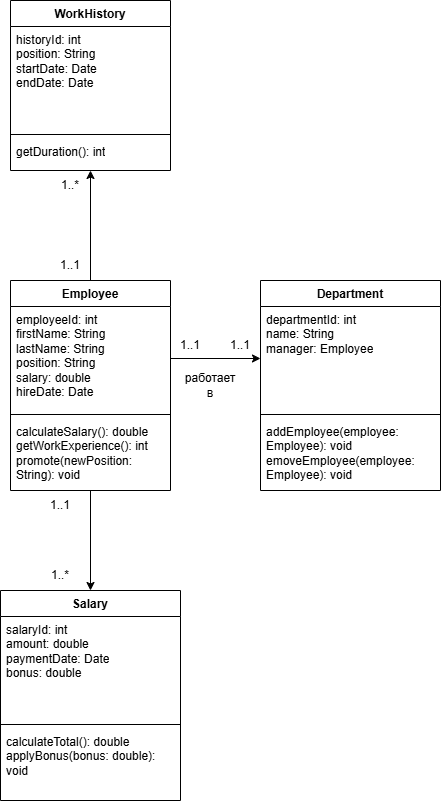 WorkHistory
historyId: int
position: String
startDate: Date
endDate: Date
getDuration(): int
1..*
1..1
Employee
employeeId: int
firstName: String
lastName: String
position: String
salary: double
hireDate: Date
calculateSalary(): double
getWorkExperience(): int
promote(newPosition:
String): void
1..1
1..1
работает
в
Department
departmentId: int
name: String
manager: Employee
addEmployee(employee:
Employee): void
emoveEmployee(employee:
Employee): void
1..1
1..*
Salary
salaryId: int
amount: double
paymentDate: Date
bonus: double
calculateTotal(): double
applyBonus(bonus: double):
void